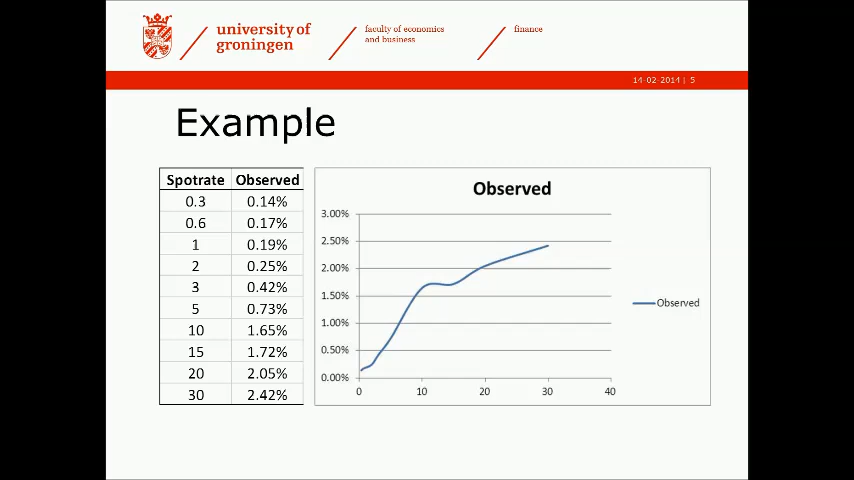 university of
groningen
faculty of economics
and business
finance
14-02-2014 | 5
Example
Spotrate Observed
0.3 0.14%
0.6 0.17%
1 0.19%
2 0.25%
3 0.42%
5 0.73%
10 1.65%
15 1.72%
20 2.05%
30 2.42%
Observed
3.00%
2.50%
2.00%
1.50%
1.00%
0.50%
0.00%
0 10 20 30 40
Observed